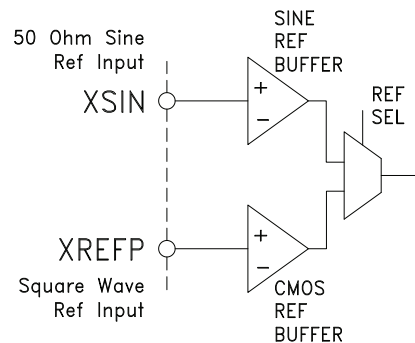 50 Ohm Sine
Ref Input
XSIN
SINE
REF
BUFFER
+
−
REF
SEL
XREFP
Square Wave
Ref Input
+
−
CMOS
REF
BUFFER